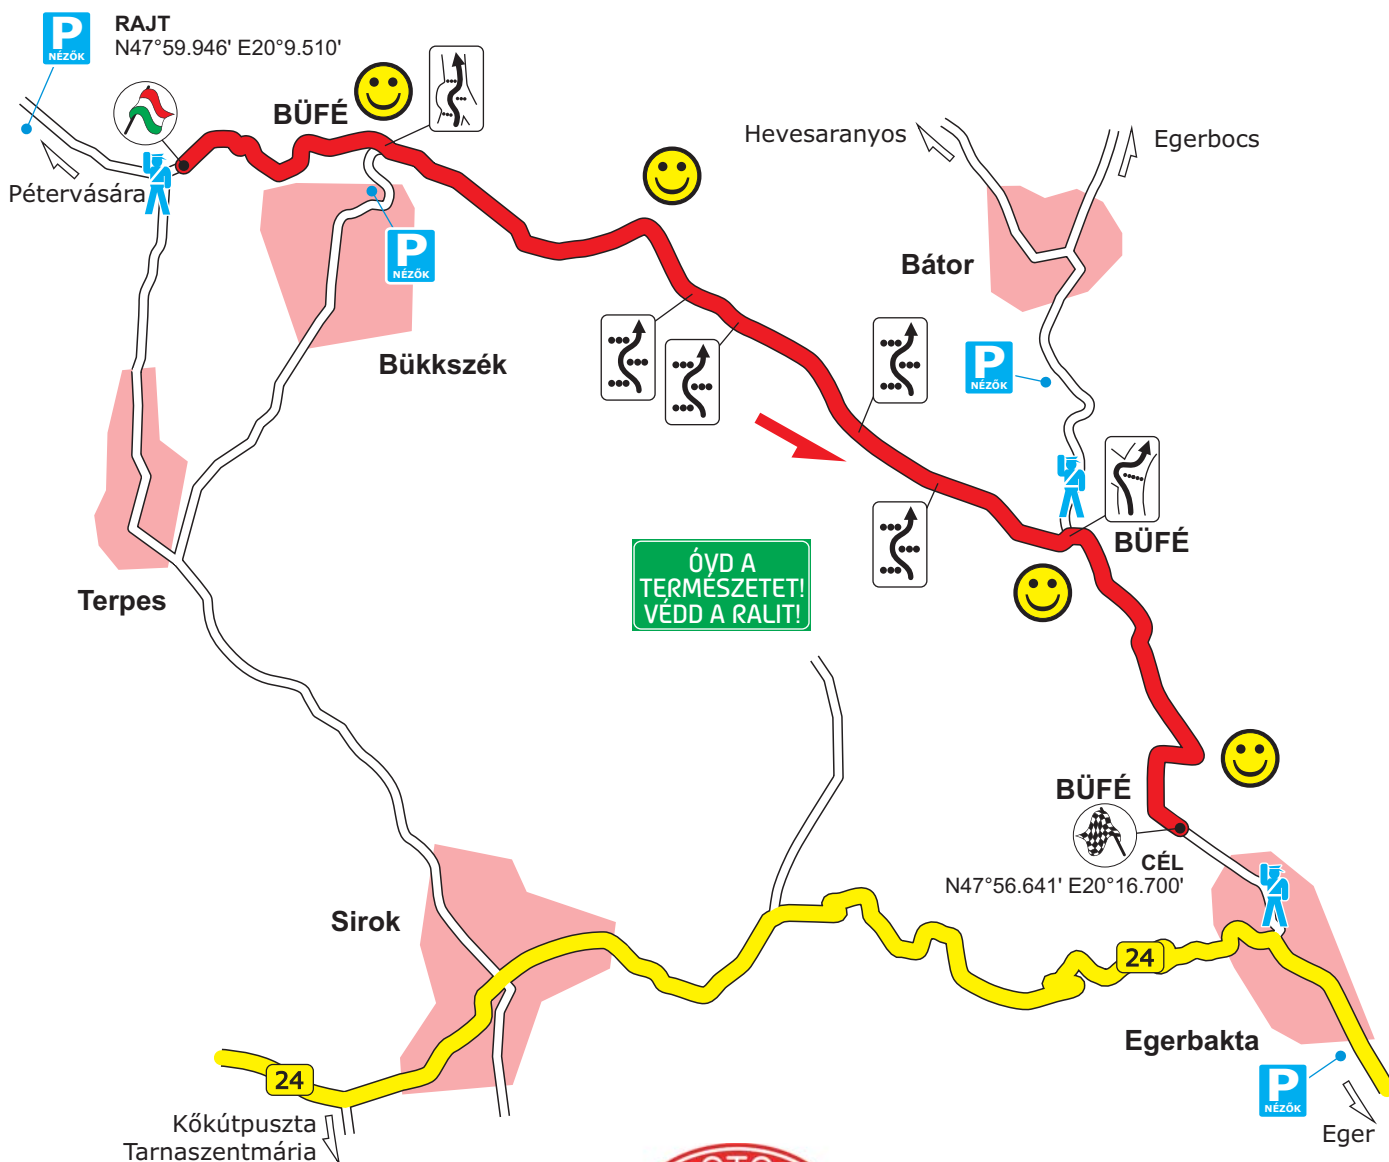 P
NÉZŐK
RAJT
N47°59.946' E20°9.510'
BÜFÉ
Pétervására
Hevesaranyos
Egerbocs
P
NÉZŐK
Bátor
Bükkszék
P
NÉZŐK
BÜFÉ
ÓVD A
TERMÉSZETET!
VÉDD A RALIT!
Terpes
BÜFÉ
CÉL
N47°56.641' E20°16.700'
Sirok
24
Egerbakta
24
P
NÉZŐK
Kőkútpuszta
Tarnaszentmária
Eger